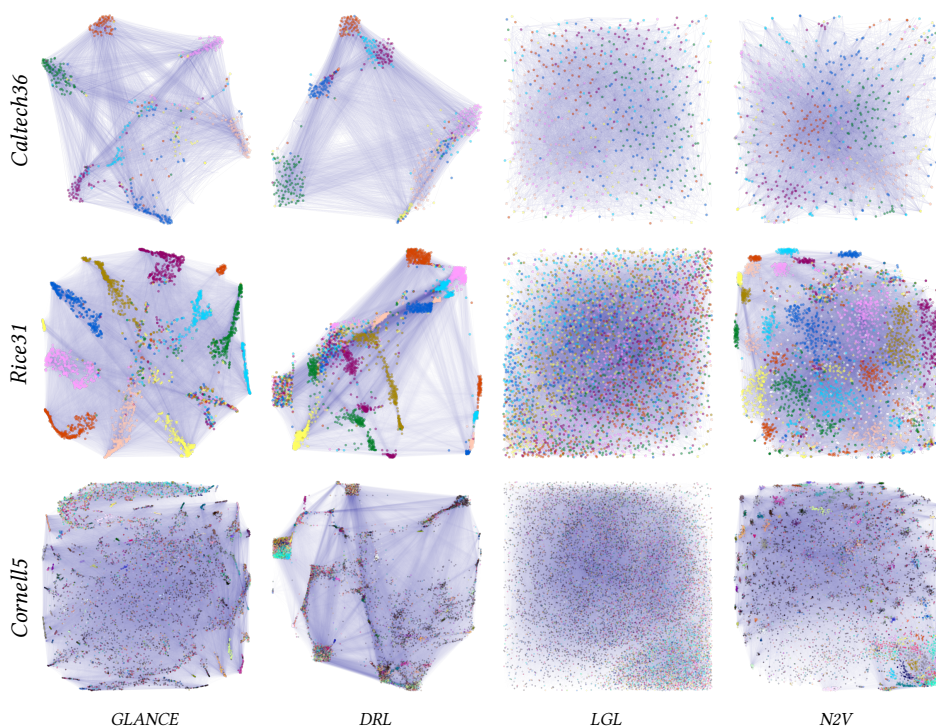 Caltech36
Rice31
Cornell5
GLANCE
DRL
LGL
N2V